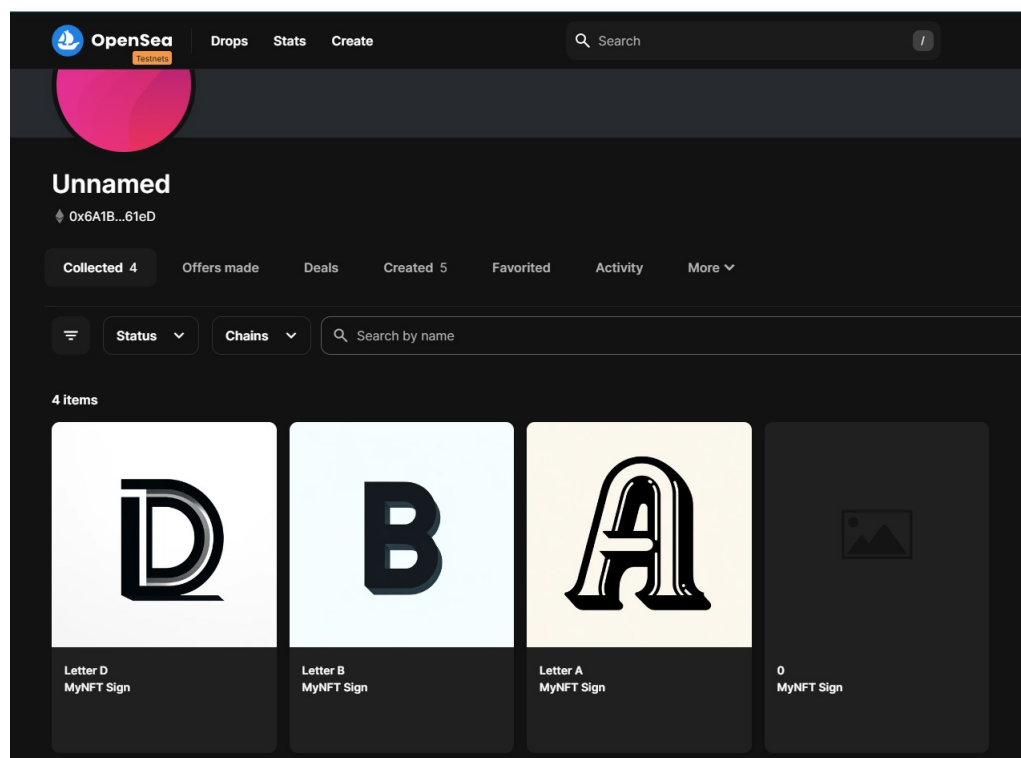 OpenSea Drops Stats Create Search /
Testnets
Unnamed
0x6A1B...61eD
Collected 4 Offers made Deals Created 5 Favorited Activity More
Status Chains Search by name
4 items
D B A
Letter D Letter B Letter A 0
MyNFT Sign MyNFT Sign MyNFT Sign MyNFT Sign